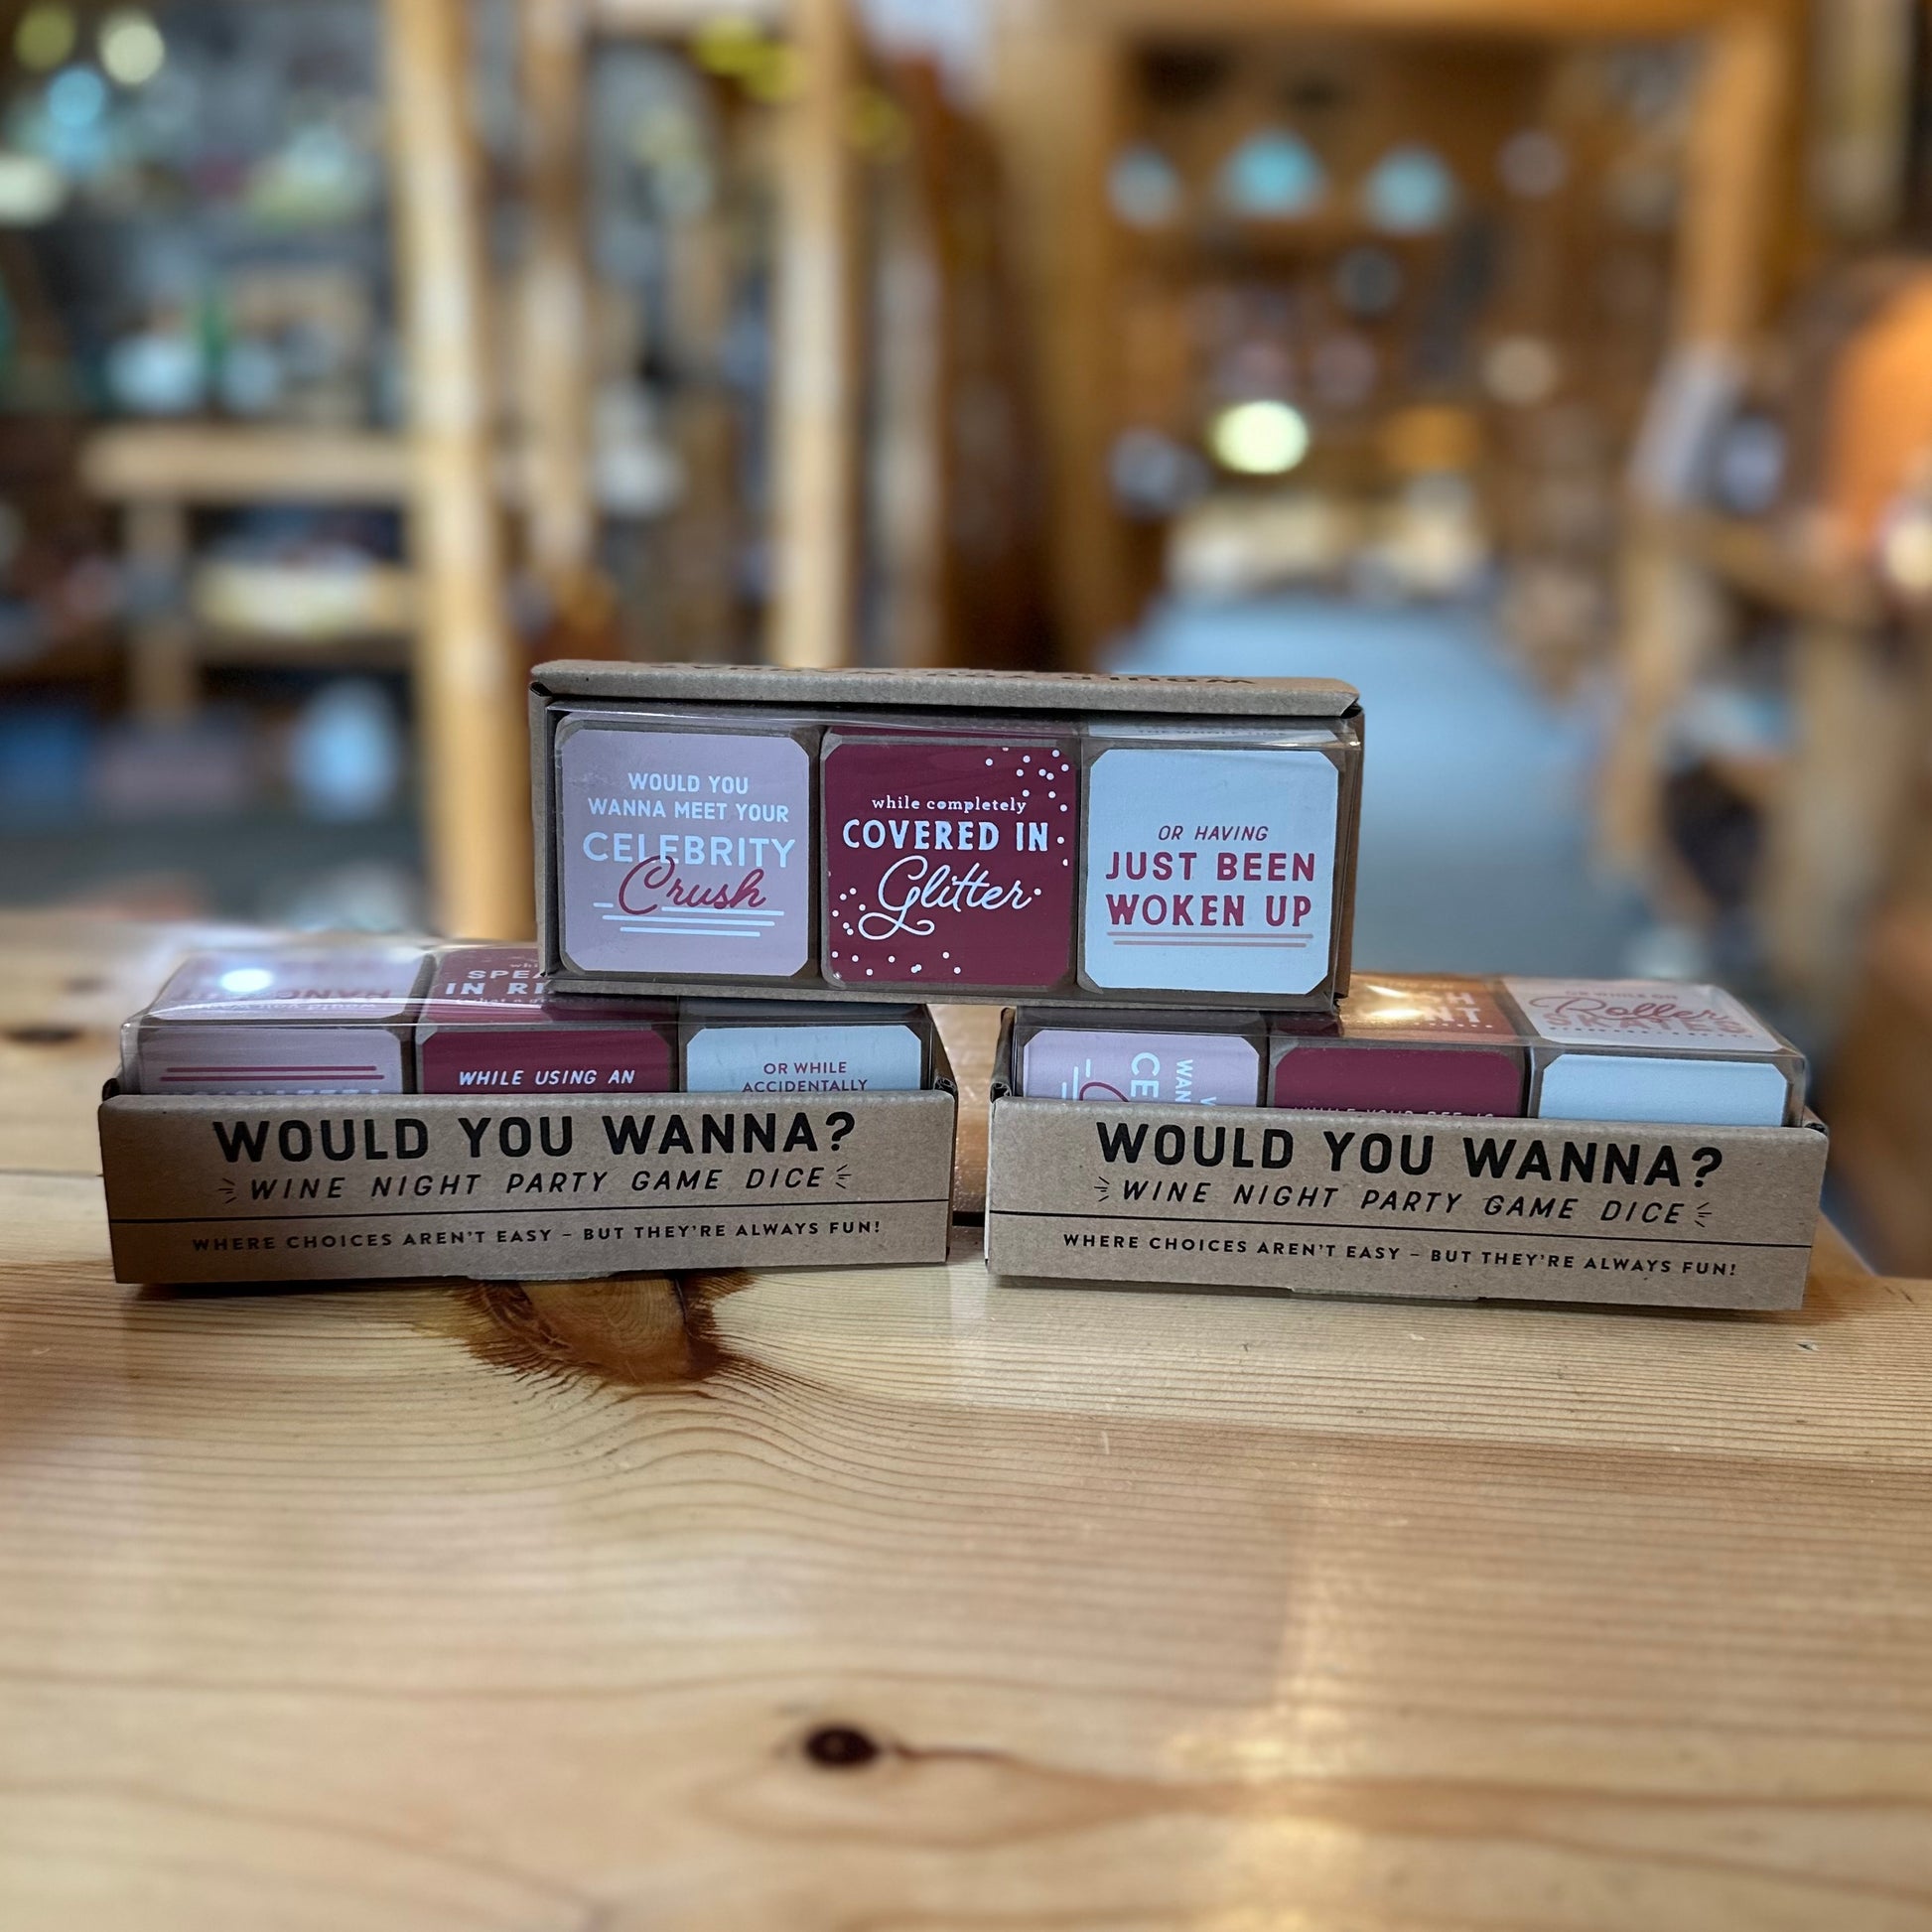 WOULD YOU
WANNA MEET YOUR
CELEBRITY
Crush
while completely
COVERED IN
Glitter
OR HAVING
JUST BEEN
WOKEN UP
IN
WHILE USING AN
OR WHILE
ACCIDENTALLY
WOULD YOU WANNA?
WINE NIGHT PARTY GAME DICE
WHERE CHOICES AREN'T EASY – BUT THEY'RE ALWAYS FUN!
Roller
SKATES
WOULD YOU WANNA?
WINE NIGHT PARTY GAME DICE
WHERE CHOICES AREN'T EASY – BUT THEY'RE ALWAYS FUN!